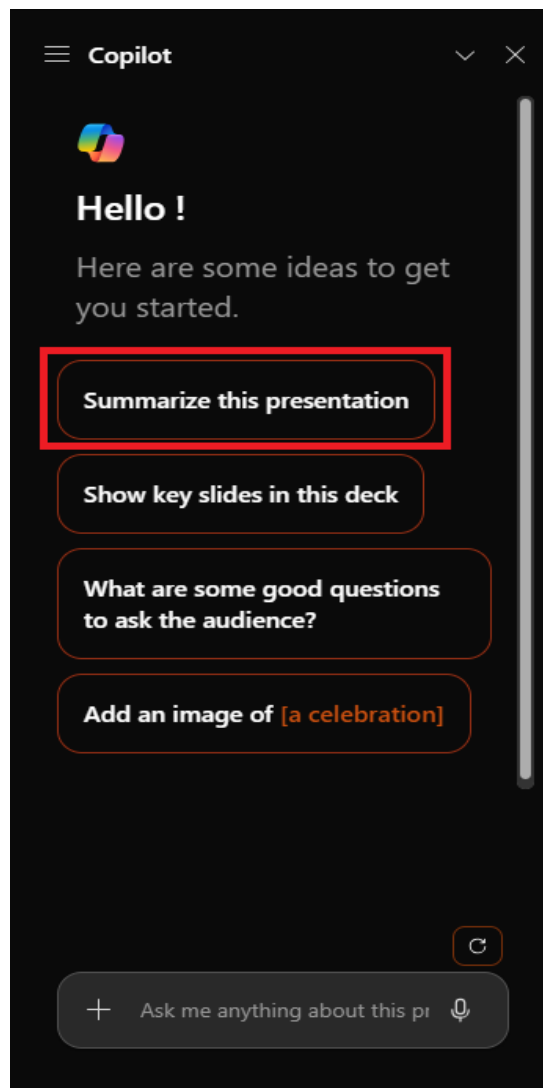 Copilot
Hello !
Here are some ideas to get
you started.
Summarize this presentation
Show key slides in this deck
What are some good questions
to ask the audience?
Add an image of [a celebration]
Ask me anything about this